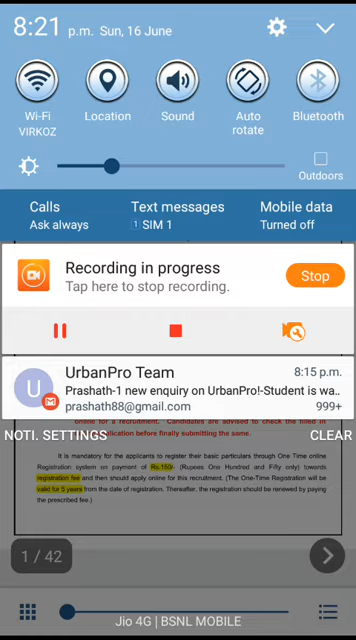 8:21 p.m. Sun, 16 June
Wi-Fi
VIRKOZ
Location
Sound
Auto
rotate
Bluetooth
Outdoors
Calls
Ask always
Text messages
1 SIM 1
Mobile data
Turned off
Recording in progress
Tap here to stop recording.
Stop
UrbanPro Team 8:15 p.m.
U
Prashath-1 new enquiry on UrbanPro!-Student is wa..
prashath88@gmail.com 999+
online for a recruitment. Candidates are advised to check the filled in
NOTI. SETTINGS
CLEAR
application before finally submitting the same.
It is mandatory for the applicants to register their basic particulars through One Time online
Registration system on payment of Rs.150/- (Rupees One Hundred and Fifty only) towards
registration fee and then should apply online for this recruitment. (The One-Time Registration will be
valid for 5 years from the date of registration. Thereafter, the registration should be renewed by paying
the prescribed fee.)
1 / 42
Jio 4G | BSNL MOBILE